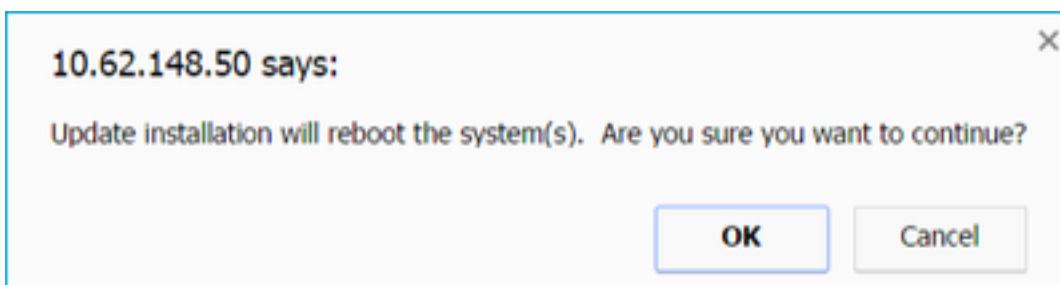 10.62.148.50 says:
Update installation will reboot the system(s).  Are you sure you want to continue?
OK
Cancel